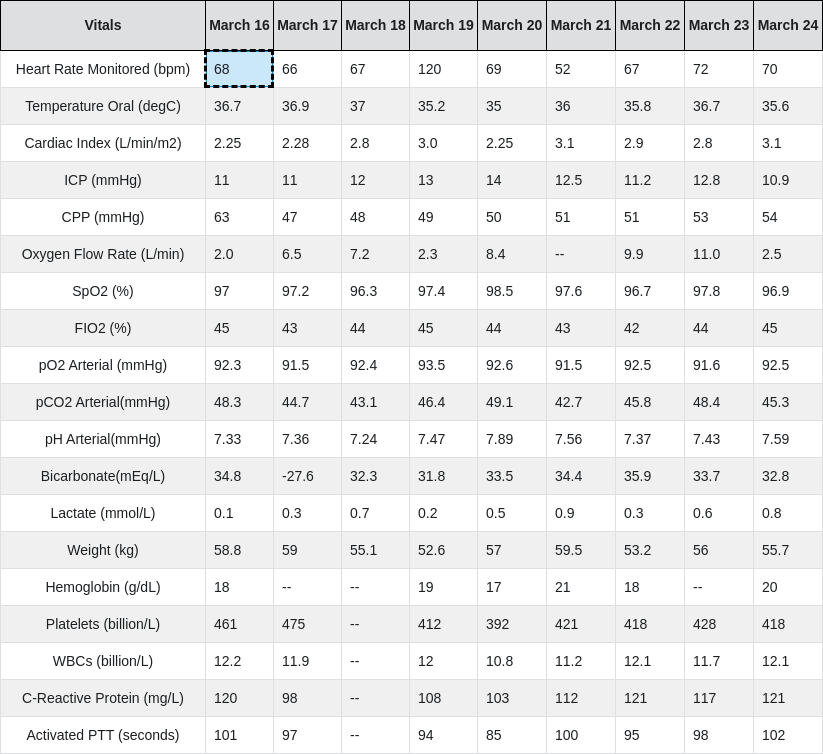 Vitals March 16 March 17 March 18 March 19 March 20 March 21 March 22 March 23 March 24
Heart Rate Monitored (bpm) 68 66 67 120 69 52 67 72 70
Temperature Oral (degC) 36.7 36.9 37 35.2 35 36 35.8 36.7 35.6
Cardiac Index (L/min/m2) 2.25 2.28 2.8 3.0 2.25 3.1 2.9 2.8 3.1
ICP (mmHg) 11 11 12 13 14 12.5 11.2 12.8 10.9
CPP (mmHg) 63 47 48 49 50 51 51 53 54
Oxygen Flow Rate (L/min) 2.0 6.5 7.2 2.3 8.4 -- 9.9 11.0 2.5
SpO2 (%) 97 97.2 96.3 97.4 98.5 97.6 96.7 97.8 96.9
FIO2 (%) 45 43 44 45 44 43 42 44 45
pO2 Arterial (mmHg) 92.3 91.5 92.4 93.5 92.6 91.5 92.5 91.6 92.5
pCO2 Arterial(mmHg) 48.3 44.7 43.1 46.4 49.1 42.7 45.8 48.4 45.3
pH Arterial(mmHg) 7.33 7.36 7.24 7.47 7.89 7.56 7.37 7.43 7.59
Bicarbonate(mEq/L) 34.8 -27.6 32.3 31.8 33.5 34.4 35.9 33.7 32.8
Lactate (mmol/L) 0.1 0.3 0.7 0.2 0.5 0.9 0.3 0.6 0.8
Weight (kg) 58.8 59 55.1 52.6 57 59.5 53.2 56 55.7
Hemoglobin (g/dL) 18 -- -- 19 17 21 18 -- 20
Platelets (billion/L) 461 475 -- 412 392 421 418 428 418
WBCs (billion/L) 12.2 11.9 -- 12 10.8 11.2 12.1 11.7 12.1
C-Reactive Protein (mg/L) 120 98 -- 108 103 112 121 117 121
Activated PTT (seconds) 101 97 -- 94 85 100 95 98 102